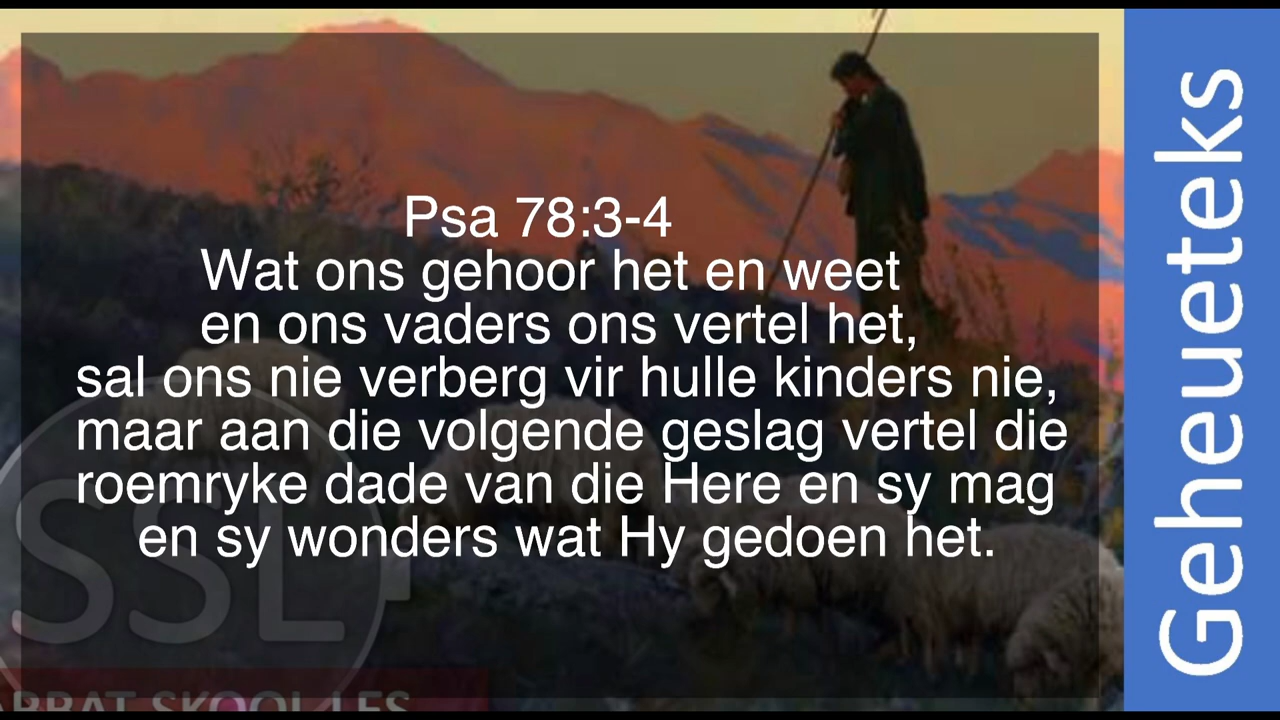 Psa 78:3-4
Wat ons gehoor het en weet
en ons vaders ons vertel het,
sal ons nie verberg vir hulle kinders nie,
maar aan die volgende geslag vertel die
roemryke dade van die Here en sy mag
en sy wonders wat Hy gedoen het.
Geheueteks
SSL
SKOOL LES